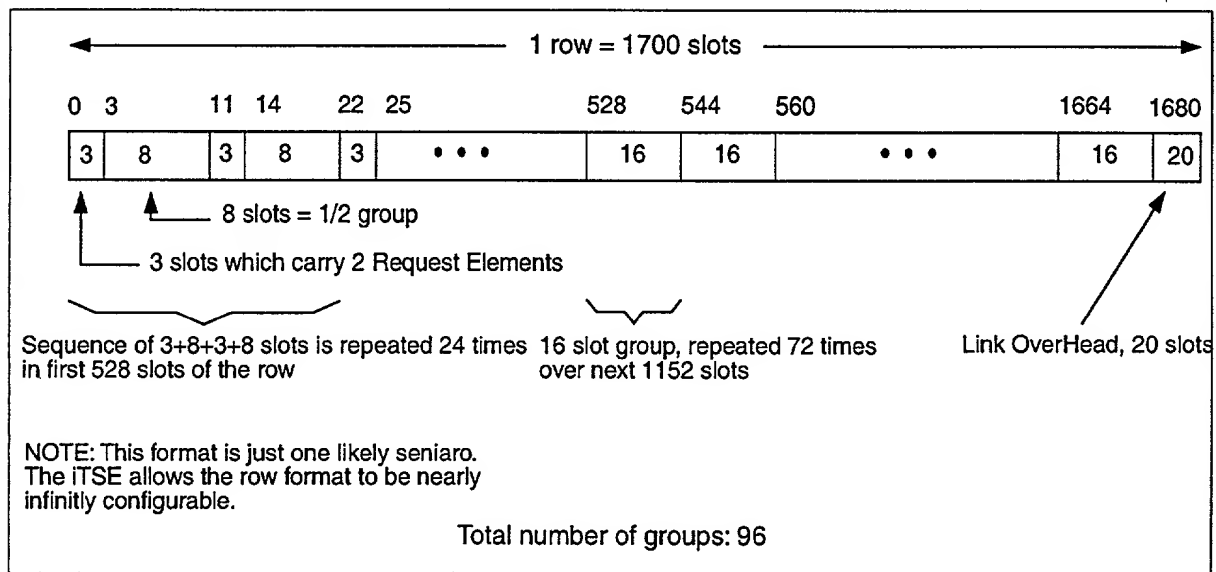 1 row = 1700 slots
0 3 11 14 22 25 528 544 560 1664 1680
3 8 3 8 3 • • • 16 16 • • • 16 20
8 slots = 1/2 group
3 slots which carry 2 Request Elements
Sequence of 3+8+3+8 slots is repeated 24 times
in first 528 slots of the row
16 slot group, repeated 72 times
over next 1152 slots
Link OverHead, 20 slots
NOTE: This format is just one likely seniaro.
The iTSE allows the row format to be nearly
infinitly configurable.
Total number of groups: 96